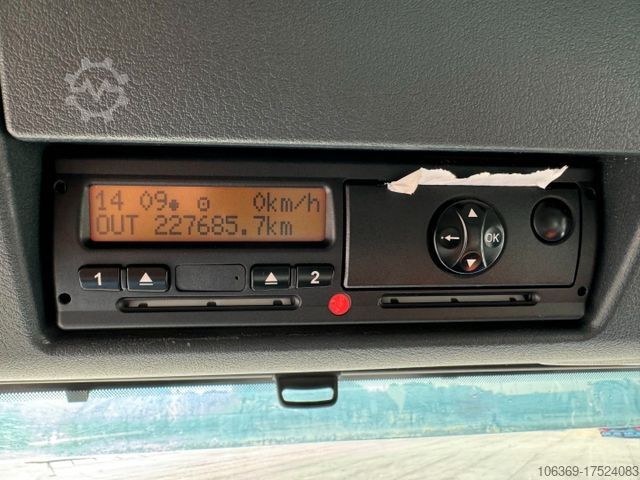 14 09● ⊙ 0km/h
OUT 227685.7km
1
2
OK
106369-17524083